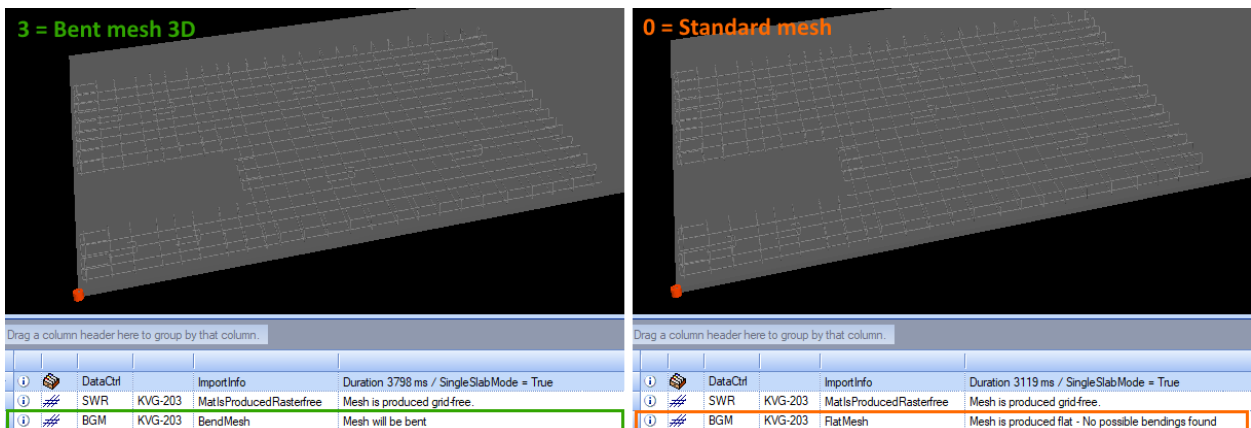 3 = Bent mesh 3D
Drag a column header here to group by that column.
DataCtrl ImportInfo Duration 3798 ms / SingleSlabMode = True
SWR KVG-203 MatIsProducedRasterfree Mesh is produced grid-free.
BGM KVG-203 BendMesh Mesh will be bent
0 = Standard mesh
Drag a column header here to group by that column.
DataCtrl ImportInfo Duration 3119 ms / SingleSlabMode = True
SWR KVG-203 MatIsProducedRasterfree Mesh is produced grid-free.
BGM KVG-203 FlatMesh Mesh is produced flat - No possible bendings found